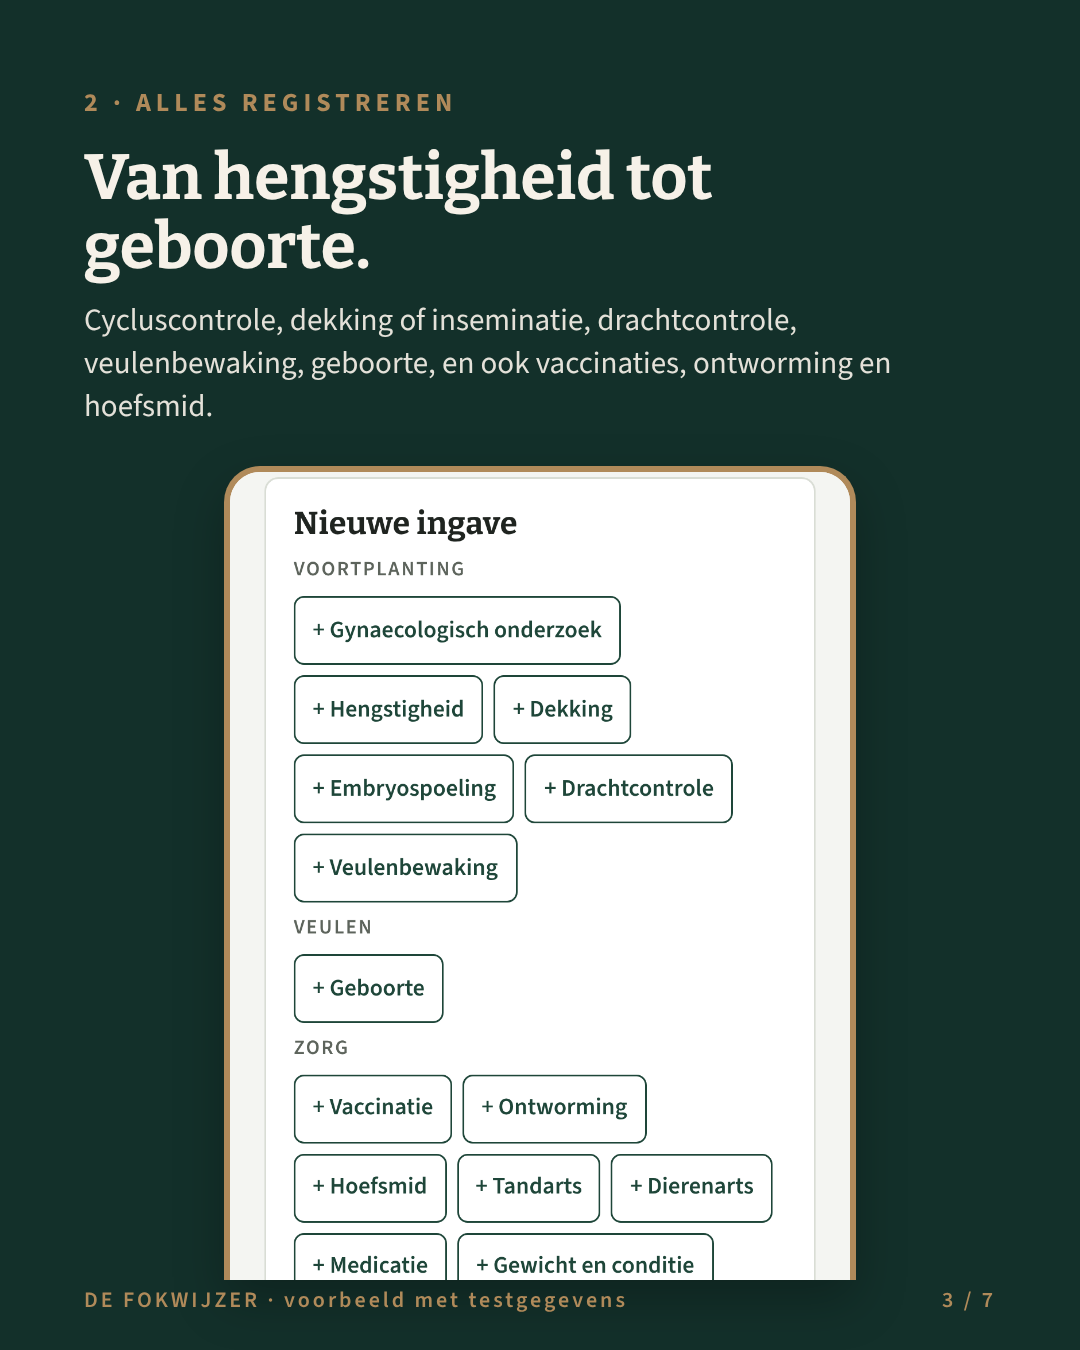 2 · ALLES REGISTREREN
Van hengstigheid tot
geboorte.
Cycluscontrole, dekking of inseminatie, drachtcontrole,
veulenbewaking, geboorte, en ook vaccinaties, ontworming en
hoefsmid.
Nieuwe ingave
VOORTPLANTING
+ Gynaecologisch onderzoek
+ Hengstigheid + Dekking
+ Embryospoeling + Drachtcontrole
+ Veulenbewaking
VEULEN
+ Geboorte
ZORG
+ Vaccinatie + Ontworming
+ Hoefsmid + Tandarts + Dierenarts
+ Medicatie + Gewicht en conditie
DE FOKWIJZER · voorbeeld met testgegevens 3 / 7